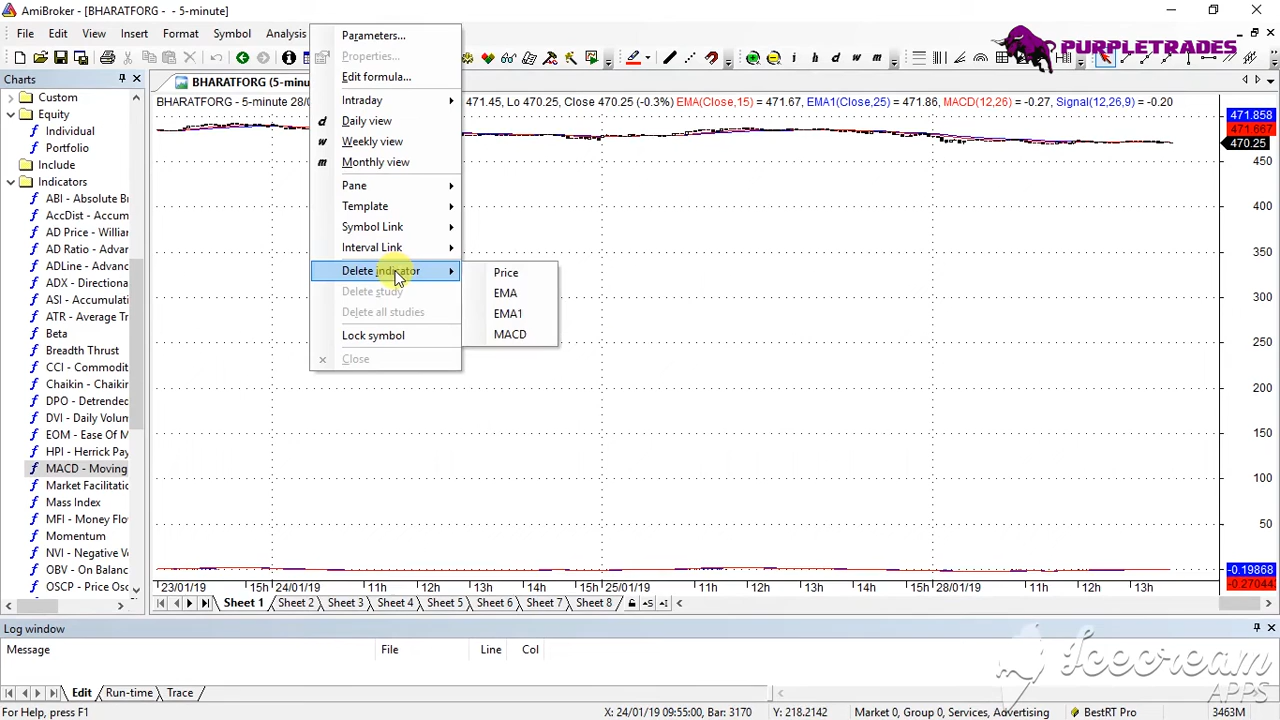 AmiBroker - [BHARATFORG - - 5-minute]
File Edit View Insert Format Symbol Analysis
PURPLETRADES
Charts
BHARATFORG (5-minu
Custom
Equity
Individual
Portfolio
Include
Indicators
ABI - Absolute Br
AccDist - Accum
AD Price - Williar
AD Ratio - Advan
ADLine - Advanc
ADX - Directiona
ASI - Accumulati
ATR - Average Tr
Beta
Breadth Thrust
CCI - Commodit
Chaikin - Chaikin
DPO - Detrended
DVI - Daily Volum
EOM - Ease Of M
HPI - Herrick Pay
MACD - Moving
Market Facilitatio
Mass Index
MFI - Money Flow
Momentum
NVI - Negative Vo
OBV - On Balanc
OSCP - Price Osc
BHARATFORG - 5-minute 28/0
471.45, Lo 470.25, Close 470.25 (-0.3%) EMA(Close,15) = 471.67, EMA1(Close,25) = 471.86, MACD(12,26) = -0.27, Signal(12,26,9) = -0.20
Parameters...
Properties...
Edit formula...
Intraday
d Daily view
w Weekly view
m Monthly view
Pane
Template
Symbol Link
Interval Link
Delete indicator
Delete study
Delete all studies
Lock symbol
Close
Price
EMA
EMA1
MACD
i h d w m
471.858
471.667
470.25
450
400
350
300
250
200
150
100
50
-0.19868
-0.27044
23/01/19 15h 24/01/19 11h 12h 13h 15h 25/01/19 11h 12h 13h 14h 15h 28/01/19 11h 12h 13h
Sheet 1 Sheet 2 Sheet 3 Sheet 4 Sheet 5 Sheet 6 Sheet 7 Sheet 8
Log window
Message File Line Col
Edit Run-time Trace
Icecream
APPS
For Help, press F1 X: 24/01/19 09:55:00, Bar: 3170 Y: 218.2142 Market 0, Group 0, Services, Advertising BestRT Pro 3463M